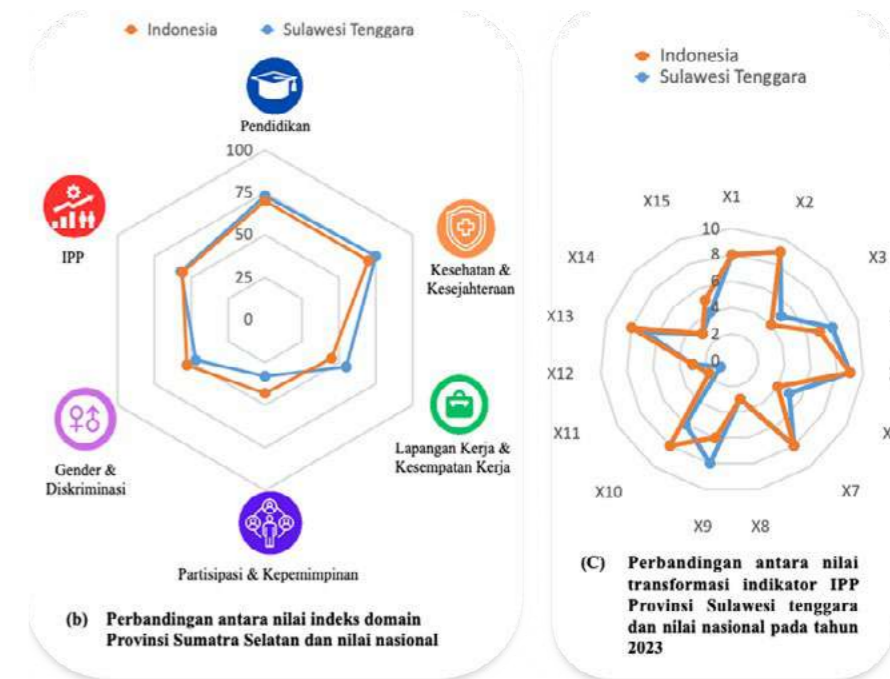 Indonesia
Sulawesi Tenggara
Pendidikan
100
75
50
25
0
IPP
Kesehatan &
Kesejahteraan
Gender &
Diskriminasi
Lapangan Kerja &
Kesempatan Kerja
Partisipasi & Kepemimpinan
(b) Perbandingan antara nilai indeks domain
Provinsi Sumatra Selatan dan nilai nasional
Indonesia
Sulawesi Tenggara
X1
X2
X3
X7
X8
X9
X10
X11
X12
X13
X14
X15
10
8
6
4
2
0
(C) Perbandingan antara nilai
transformasi indikator IPP
Provinsi Sulawesi tenggara
dan nilai nasional pada tahun
2023